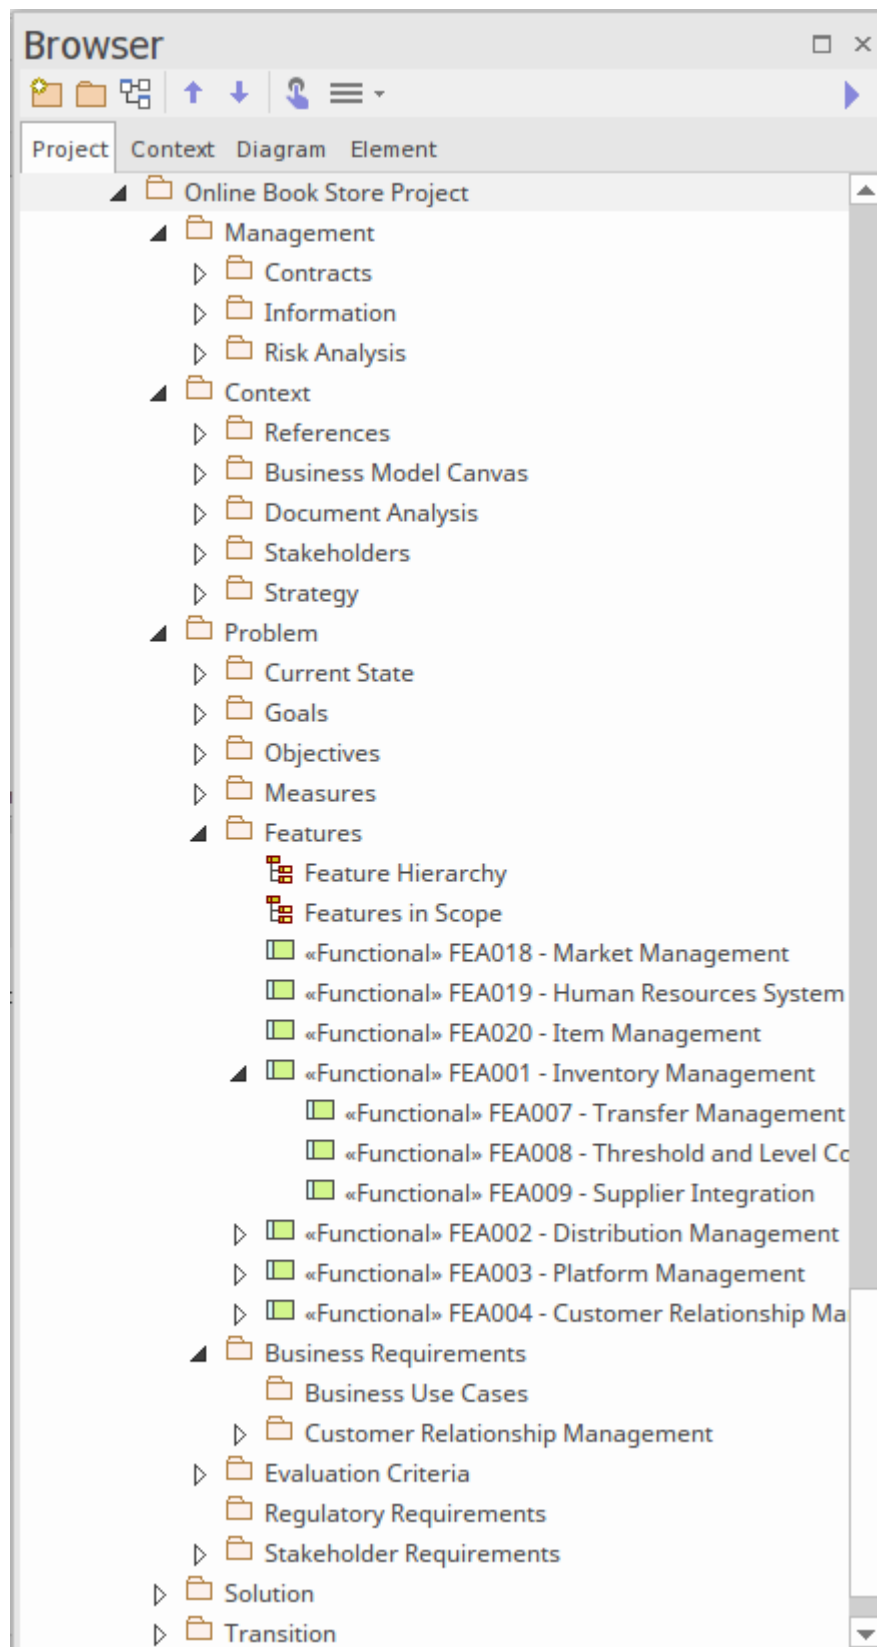 Browser
Project Context Diagram Element
Online Book Store Project
Management
Contracts
Information
Risk Analysis
Context
References
Business Model Canvas
Document Analysis
Stakeholders
Strategy
Problem
Current State
Goals
Objectives
Measures
Features
Feature Hierarchy
Features in Scope
«Functional» FEA018 - Market Management
«Functional» FEA019 - Human Resources System
«Functional» FEA020 - Item Management
«Functional» FEA001 - Inventory Management
«Functional» FEA007 - Transfer Management
«Functional» FEA008 - Threshold and Level Co
«Functional» FEA009 - Supplier Integration
«Functional» FEA002 - Distribution Management
«Functional» FEA003 - Platform Management
«Functional» FEA004 - Customer Relationship Ma
Business Requirements
Business Use Cases
Customer Relationship Management
Evaluation Criteria
Regulatory Requirements
Stakeholder Requirements
Solution
Transition